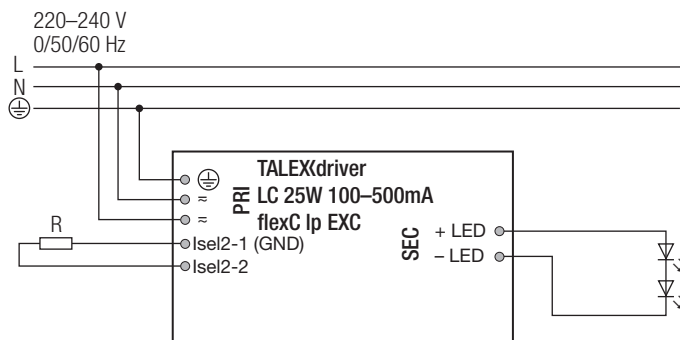 220–240 V
0/50/60 Hz
L
N
TALEXXdriver
LC 25W 100–500mA
flexC lp EXC
PRI
≂
≂
R
Isel2-1 (GND)
Isel2-2
SEC
+ LED
– LED